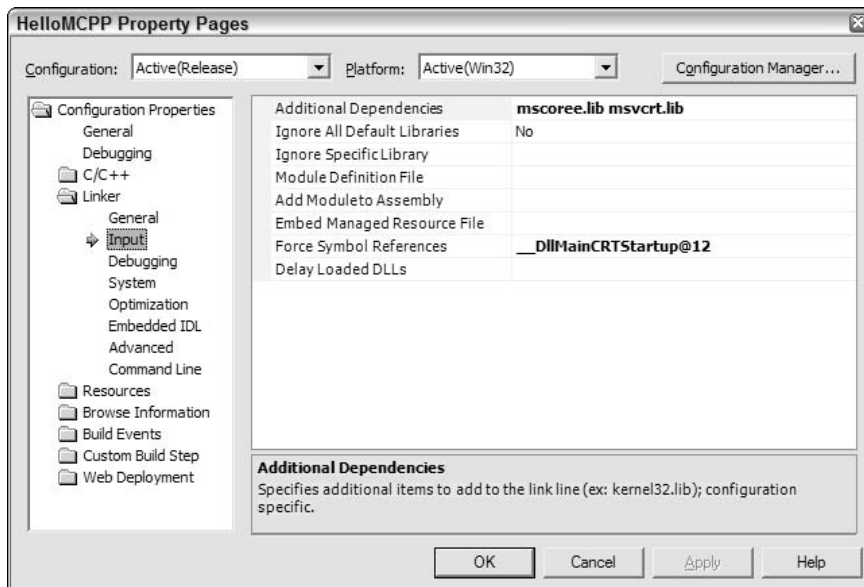 HelloMCPP Property Pages
Configuration: Active(Release) Platform: Active(Win32) Configuration Manager...
Configuration Properties
General
Debugging
C/C++
Linker
General
Input
Debugging
System
Optimization
Embedded IDL
Advanced
Command Line
Resources
Browse Information
Build Events
Custom Build Step
Web Deployment
Additional Dependencies mscoree.lib msvcrt.lib
Ignore All Default Libraries No
Ignore Specific Library
Module Definition File
Add Moduleto Assembly
Embed Managed Resource File
Force Symbol References __DllMainCRTStartup@12
Delay Loaded DLLs
Additional Dependencies
Specifies additional items to add to the link line (ex: kernel32.lib); configuration
specific.
OK Cancel Apply Help